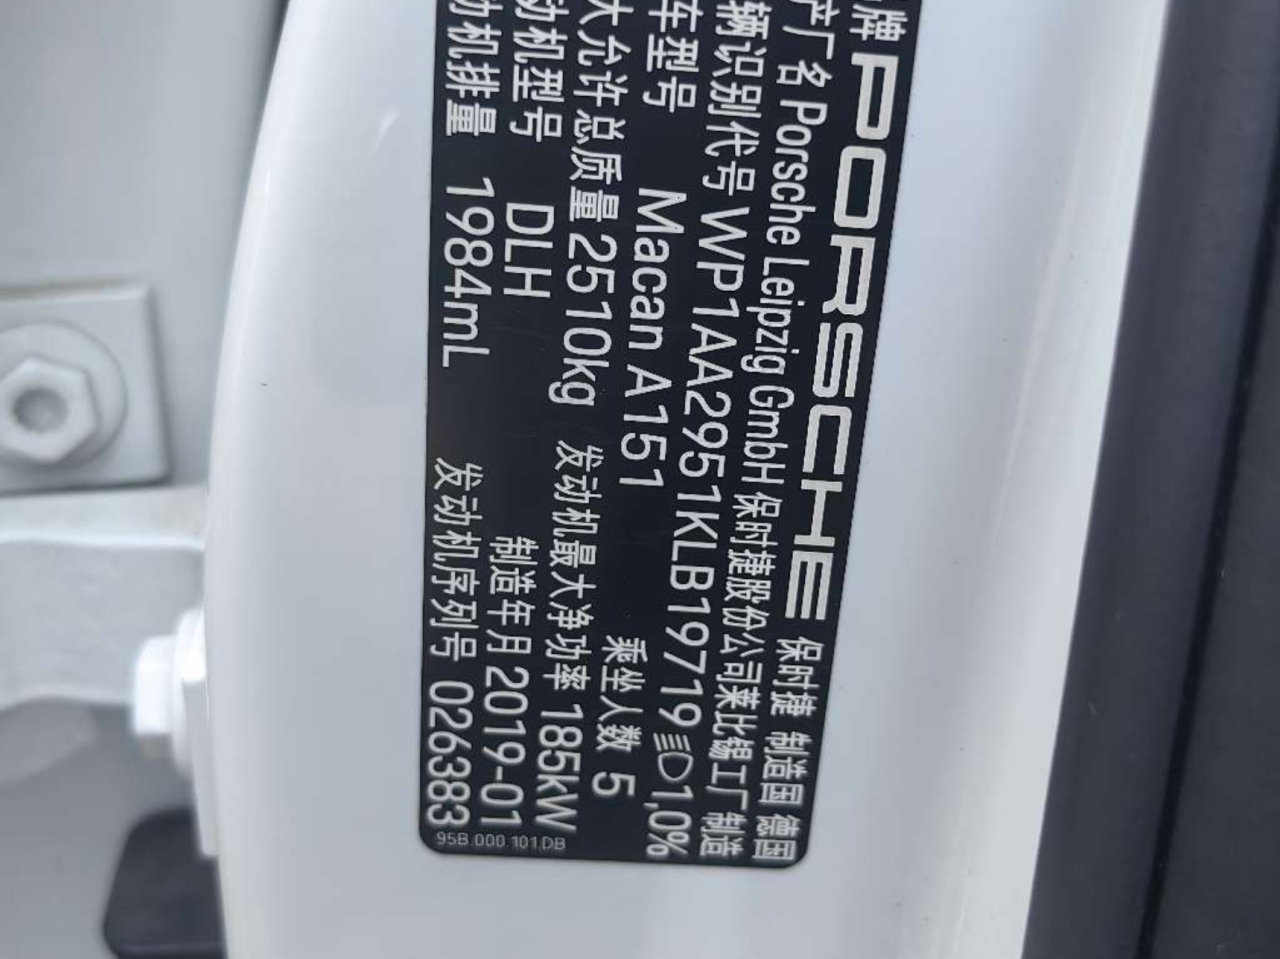 牌 PORSCHE 保时捷 制造国 德国
产厂名 Porsche Leipzig GmbH 保时捷股份公司莱比锡工厂制造
辆识别代号 WP1AA2951KLB19719 1,0%
车型号 Macan A151 乘坐人数 5
大允许总质量 2510kg 发动机最大净功率 185kW
动机型号 DLH 制造年月 2019-01
动机排量 1984mL 发动机序列号 026383
95B.000.101.DB